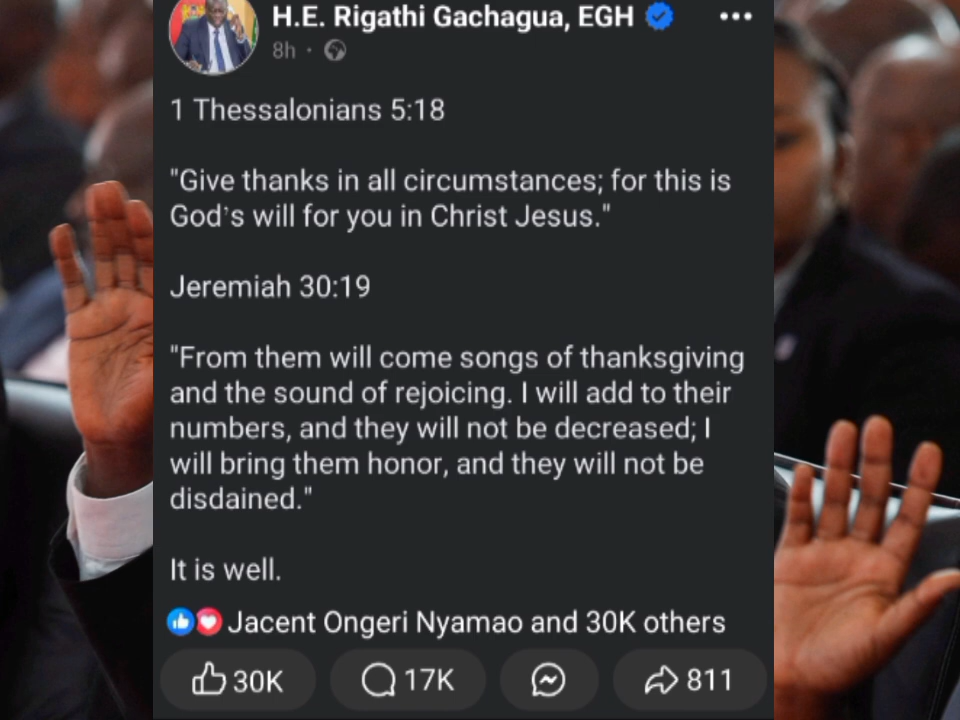 H.E. Rigathi Gachagua, EGH
8h ·
1 Thessalonians 5:18
"Give thanks in all circumstances; for this is
God's will for you in Christ Jesus."
Jeremiah 30:19
"From them will come songs of thanksgiving
and the sound of rejoicing. I will add to their
numbers, and they will not be decreased; I
will bring them honor, and they will not be
disdained."
It is well.
Jacent Ongeri Nyamao and 30K others
30K 17K 811